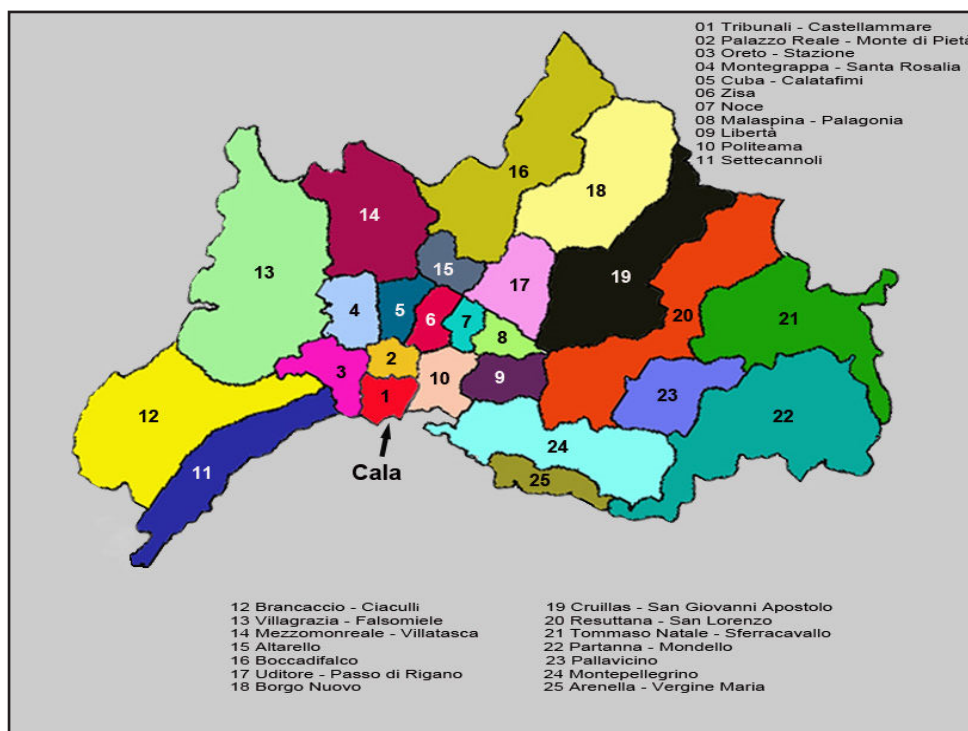 01 Tribunali - Castellammare
02 Palazzo Reale - Monte di Pietà
03 Oreto - Stazione
04 Montegrappa - Santa Rosalia
05 Cuba - Calatafimi
06 Zisa
07 Noce
08 Malaspina - Palagonia
09 Libertà
10 Politeama
11 Settecannoli
16
18
14
13
15
19
17
4
5
6
7
20
21
8
2
3
10
9
1
23
12
22
24
Cala
11
25
12 Brancaccio - Ciaculli
13 Villagrazia - Falsomiele
14 Mezzomonreale - Villatasca
15 Altarello
16 Boccadifalco
17 Uditore - Passo di Rigano
18 Borgo Nuovo
19 Cruillas - San Giovanni Apostolo
20 Resuttana - San Lorenzo
21 Tommaso Natale - Sferracavallo
22 Partanna - Mondello
23 Pallavicino
24 Montepellegrino
25 Arenella - Vergine Maria